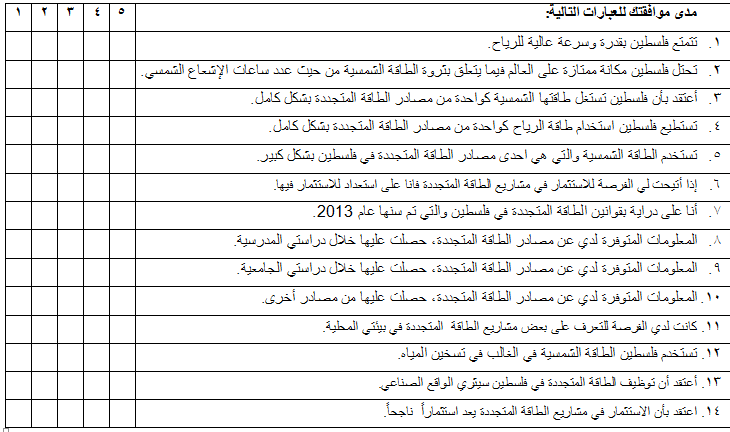 مدى موافقتك للعبارات التالية: ٥ ٤ ٣ ٢ ١
١. تتمتع فلسطين بقدرة وسرعة عالية للرياح.
٢. تحتل فلسطين مكانة ممتازة على العالم فيما يتعلق بثروة الطاقة الشمسية من حيث عدد ساعات الإشعاع الشمسي.
٣. أعتقد بأن فلسطين تستغل طاقتها الشمسية كواحدة من مصادر الطاقة المتجددة بشكل كامل.
٤. تستطيع فلسطين استخدام طاقة الرياح كواحدة من مصادر الطاقة المتجددة بشكل كامل.
٥. تستخدم الطاقة الشمسية والتي هي احدى مصادر الطاقة المتجددة في فلسطين بشكل كبير.
٦. إذا أتيحت لي الفرصة للاستثمار في مشاريع الطاقة المتجددة فانا على استعداد للاستثمار فيها.
٧. أنا على دراية بقوانين الطاقة المتجددة في فلسطين والتي تم سنها عام 2013.
٨. المعلومات المتوفرة لدي عن مصادر الطاقة المتجددة، حصلت عليها خلال دراستي المدرسية.
٩. المعلومات المتوفرة لدي عن مصادر الطاقة المتجددة، حصلت عليها خلال دراستي الجامعية.
١٠. المعلومات المتوفرة لدي عن مصادر الطاقة المتجددة، حصلت عليها من مصادر أخرى.
١١. كانت لدي الفرصة للتعرف على بعض مشاريع الطاقة المتجددة في بيئتي المحلية.
١٢. تستخدم فلسطين الطاقة الشمسية في الغالب في تسخين المياه.
١٣. أعتقد أن توظيف الطاقة المتجددة في فلسطين سيثري الواقع الصناعي.
١٤. اعتقد بأن الاستثمار في مشاريع الطاقة المتجددة يعد استثماراً ناجحاً.